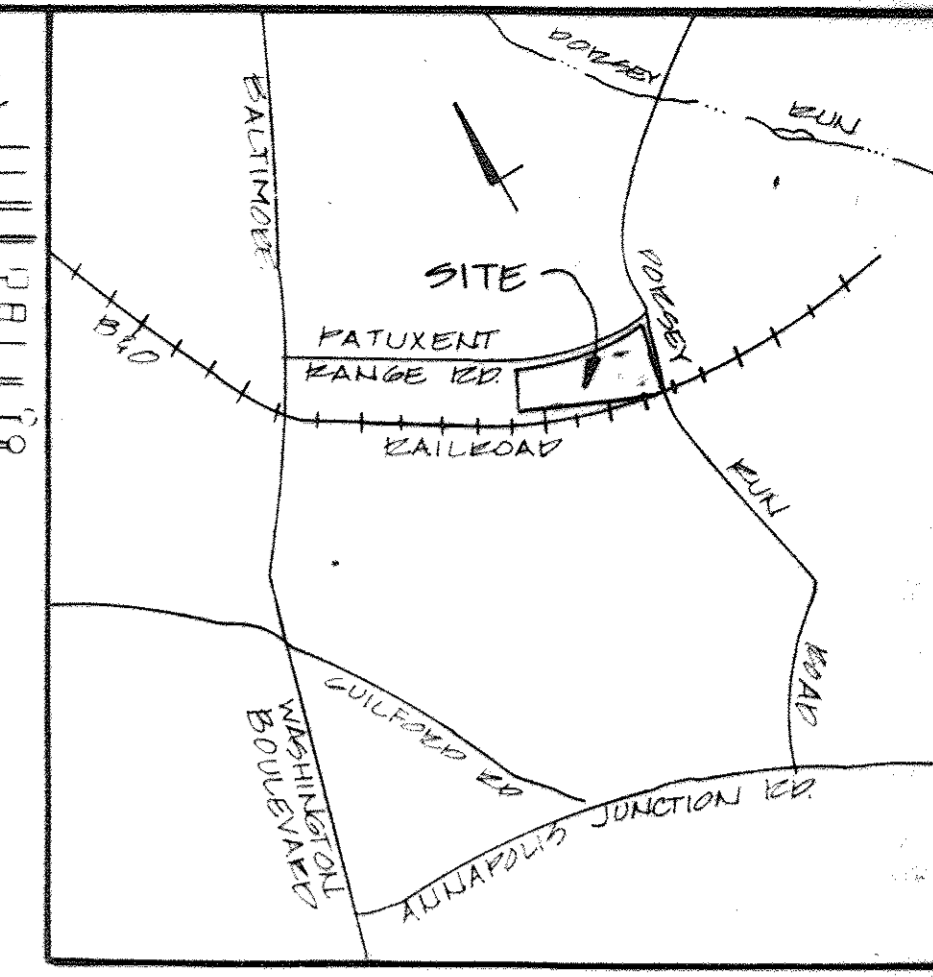 DORSEY
RUN
BALTIMORE
SITE
DORSEY
PATUXENT
RANGE RD.
B&O
RAILROAD
RUN
ROAD
GUILFORD RD
WASHINGTON
BOULEVARD
ANNAPOLIS JUNCTION RD.